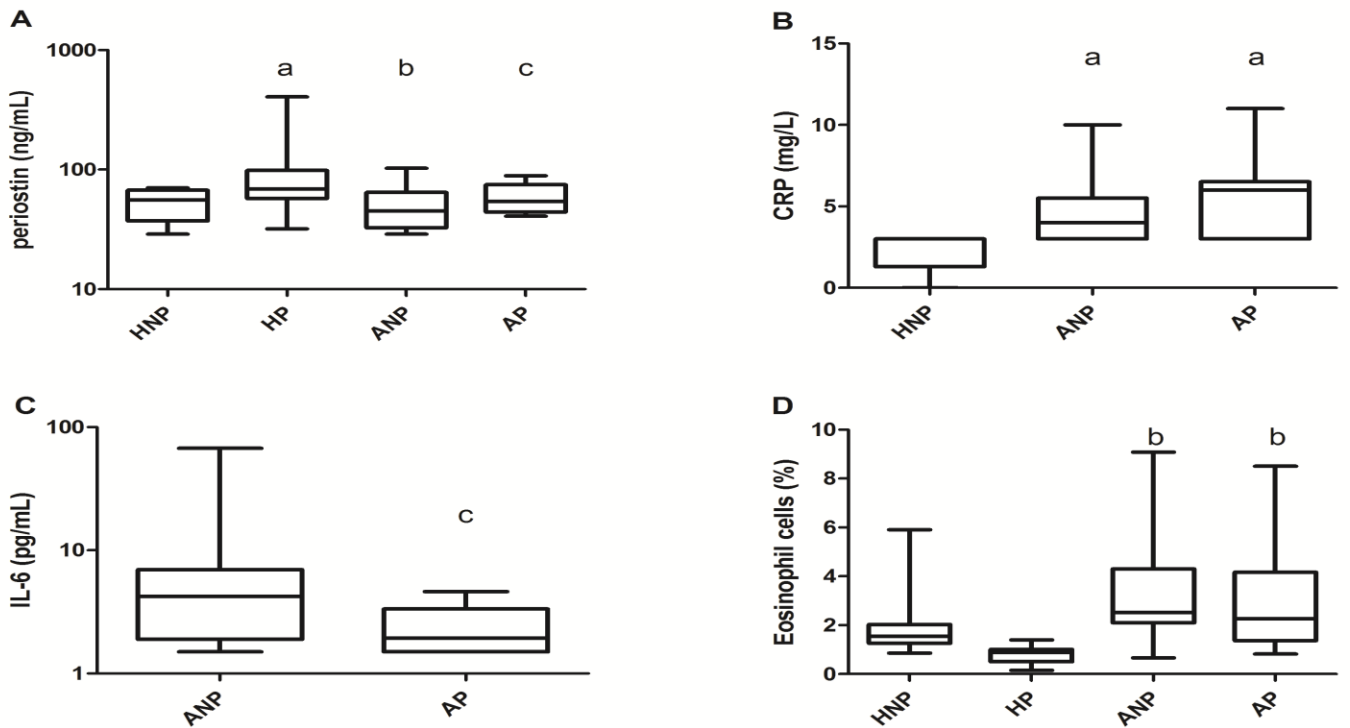 A
periostin (ng/mL)
1000
100
10
a
b
c
HNP
HP
ANP
AP
B
CRP (mg/L)
15
10
5
0
a
a
HNP
ANP
AP
C
IL-6 (pg/mL)
100
10
1
c
ANP
AP
D
Eosinophil cells (%)
10
8
6
4
2
0
b
b
HNP
HP
ANP
AP